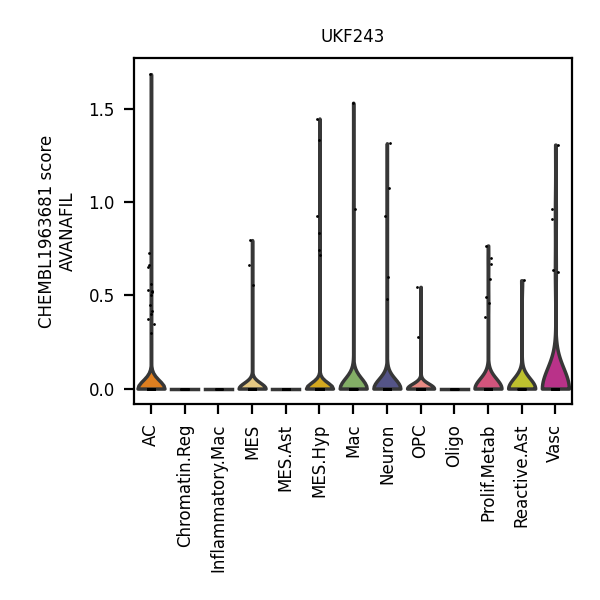 UKF243
CHEMBL1963681 score
AVANAFIL
1.5
1.0
0.5
0.0
AC
Chromatin.Reg
Inflammatory.Mac
MES
MES.Ast
MES.Hyp
Mac
Neuron
OPC
Oligo
Prolif.Metab
Reactive.Ast
Vasc